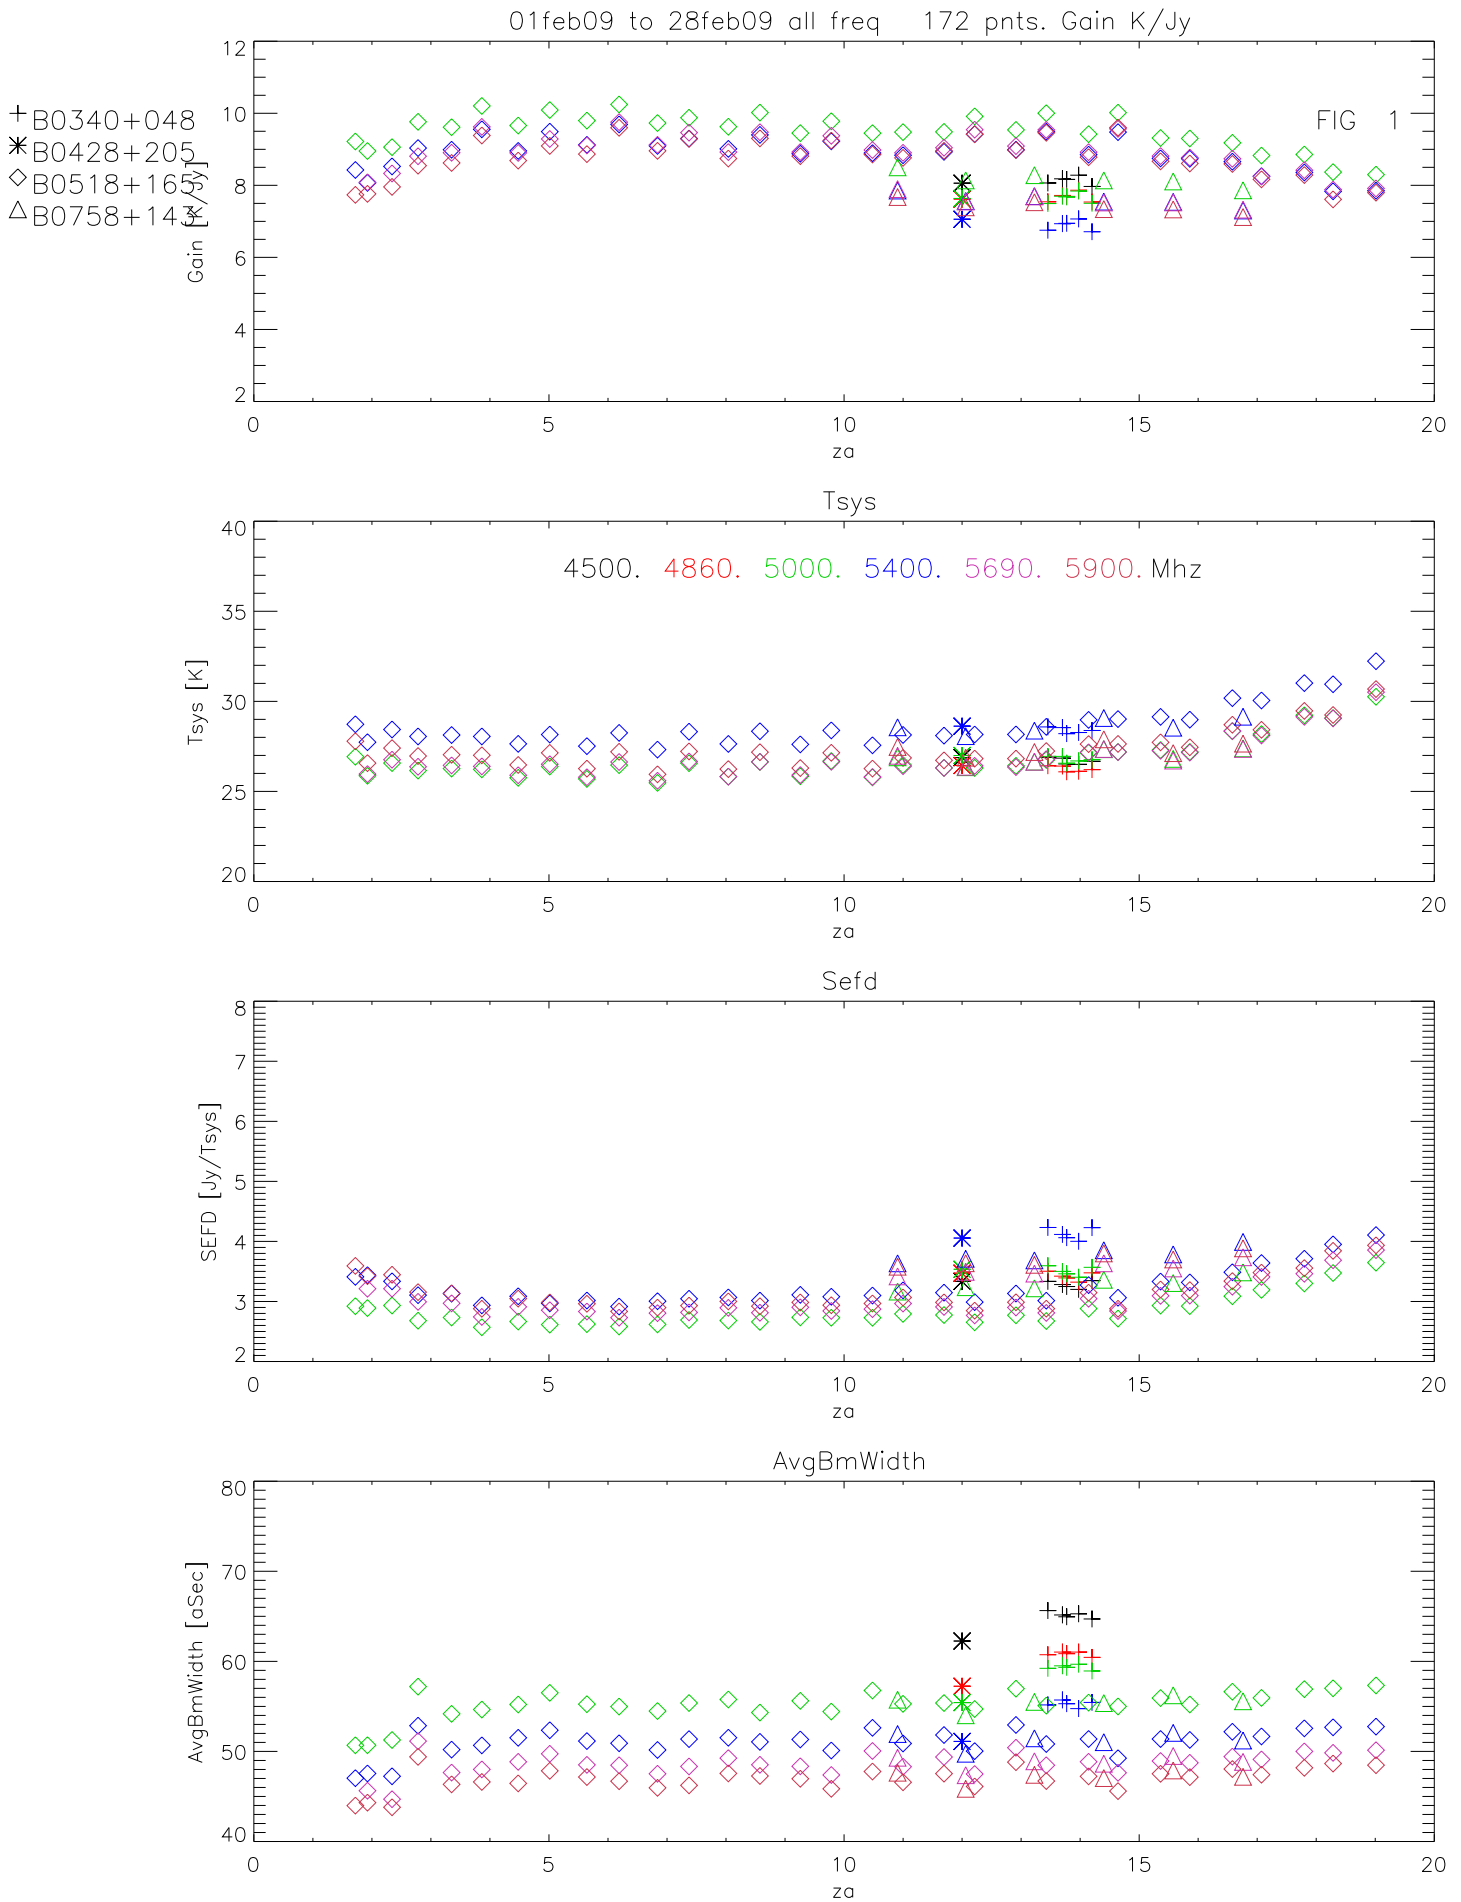 01feb09 to 28feb09 all freq 172 pnts. Gain K/Jy
12
10
8
6
4
2
Gain [K/Jy]
B0340+048
B0428+205
B0518+165
B0758+143
FIG 1
0 5 10 15 20
za
Tsys
40
35
30
25
20
Tsys [K]
4500. 4860. 5000. 5400. 5690. 5900. Mhz
0 5 10 15 20
za
Sefd
8
7
6
5
4
3
2
SEFD [Jy/Tsys]
0 5 10 15 20
za
AvgBmWidth
80
70
60
50
40
AvgBmWidth [aSec]
0 5 10 15 20
za